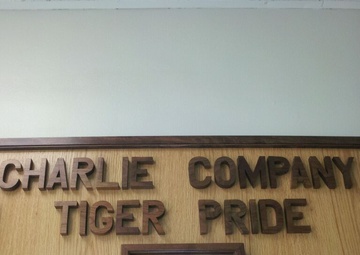 CHARLIE COMPANY
TIGER PRIDE